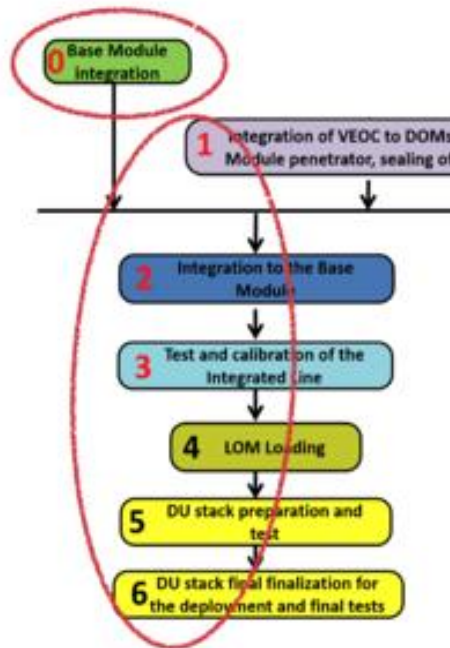 0 Base Module
integration
1 Integration of VEOC to DOMs
Module penetrator, sealing of
2 Integration to the Base
Module
3 Test and calibration of the
Integrated Line
4 LOM Loading
5 DU stack preparation and
test
6 DU stack final finalization for
the deployment and final tests